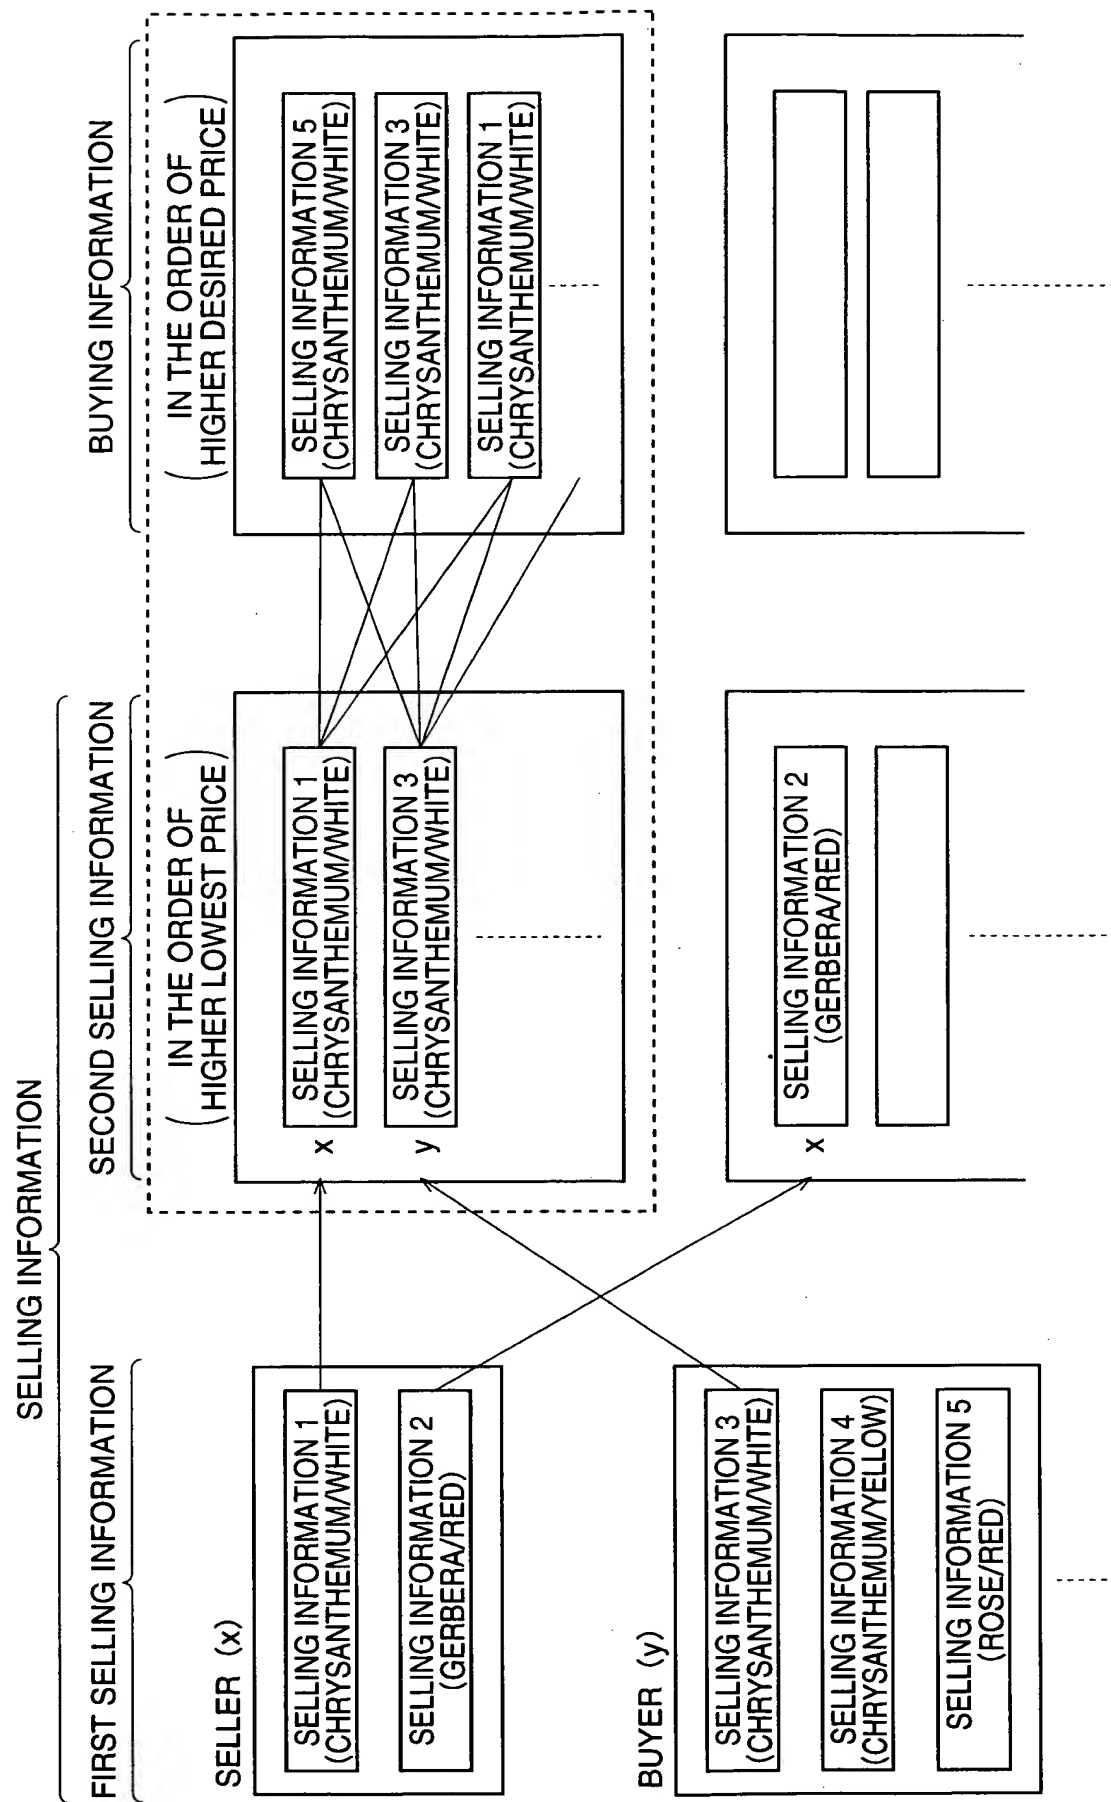 SELLING INFORMATION
FIRST SELLING INFORMATION
SECOND SELLING INFORMATION
BUYING INFORMATION
SELLER (x)
SELLING INFORMATION 1
(CHRYSANTHEMUM/WHITE)
SELLING INFORMATION 2
(GERBERA/RED)
BUYER (y)
SELLING INFORMATION 3
(CHRYSANTHEMUM/WHITE)
SELLING INFORMATION 4
(CHRYSANTHEMUM/YELLOW)
SELLING INFORMATION 5
(ROSE/RED)
(IN THE ORDER OF
HIGHER LOWEST PRICE)
x
SELLING INFORMATION 1
(CHRYSANTHEMUM/WHITE)
y
SELLING INFORMATION 3
(CHRYSANTHEMUM/WHITE)
x
SELLING INFORMATION 2
(GERBERA/RED)
(IN THE ORDER OF
HIGHER DESIRED PRICE)
SELLING INFORMATION 5
(CHRYSANTHEMUM/WHITE)
SELLING INFORMATION 3
(CHRYSANTHEMUM/WHITE)
SELLING INFORMATION 1
(CHRYSANTHEMUM/WHITE)